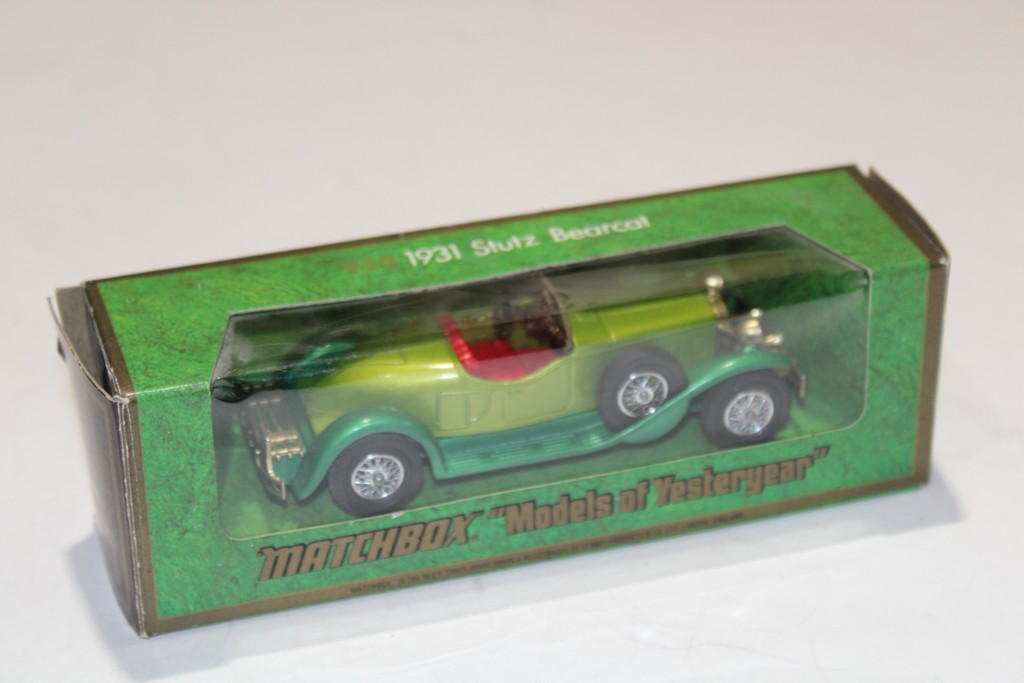 1931 Stutz Bearcat
MATCHBOX "Models of Yesteryear"